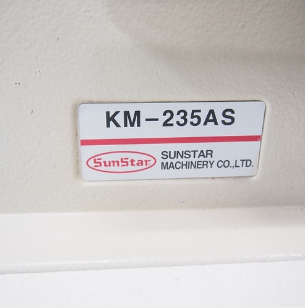 KM-235AS
SunStar
SUNSTAR
MACHINERY CO.,LTD.